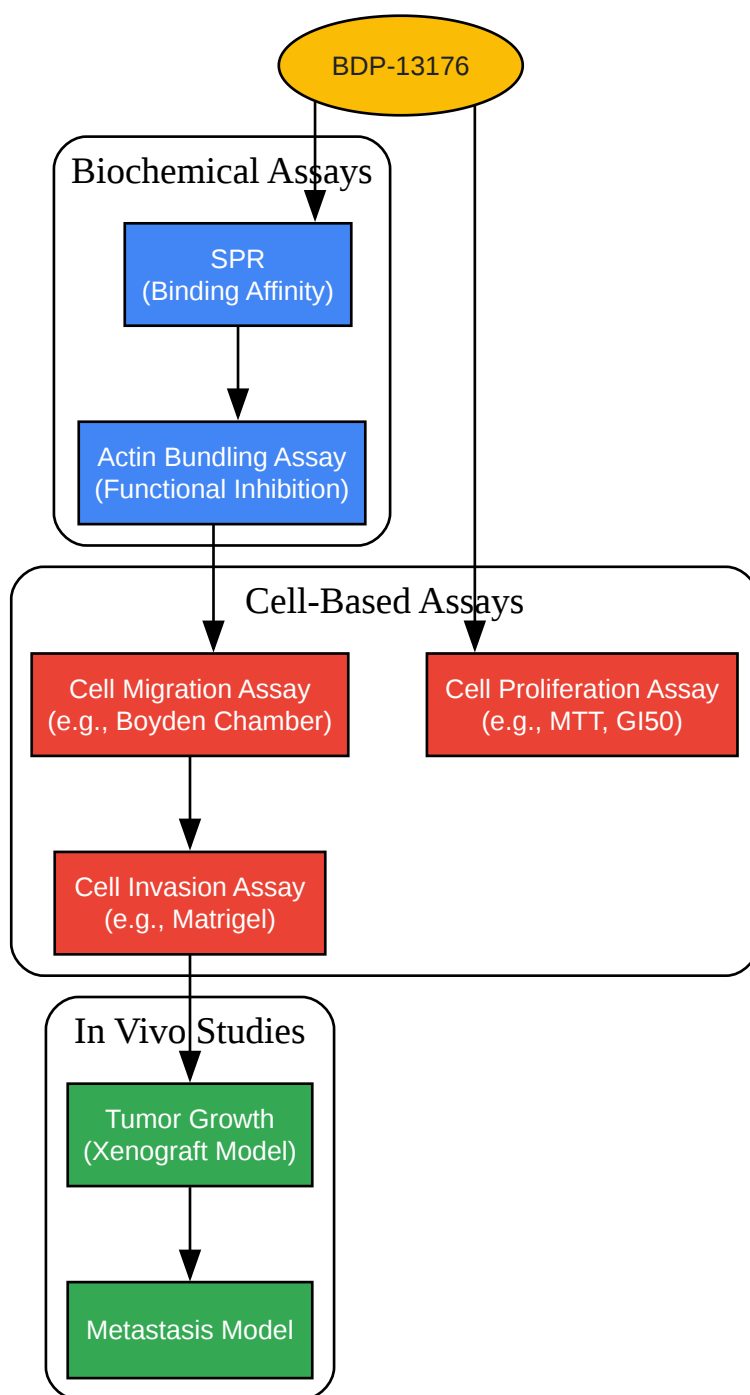 BDP-13176
Biochemical Assays
SPR
(Binding Affinity)
Actin Bundling Assay
(Functional Inhibition)
Cell-Based Assays
Cell Migration Assay
(e.g., Boyden Chamber)
Cell Proliferation Assay
(e.g., MTT, GI50)
Cell Invasion Assay
(e.g., Matrigel)
In Vivo Studies
Tumor Growth
(Xenograft Model)
Metastasis Model